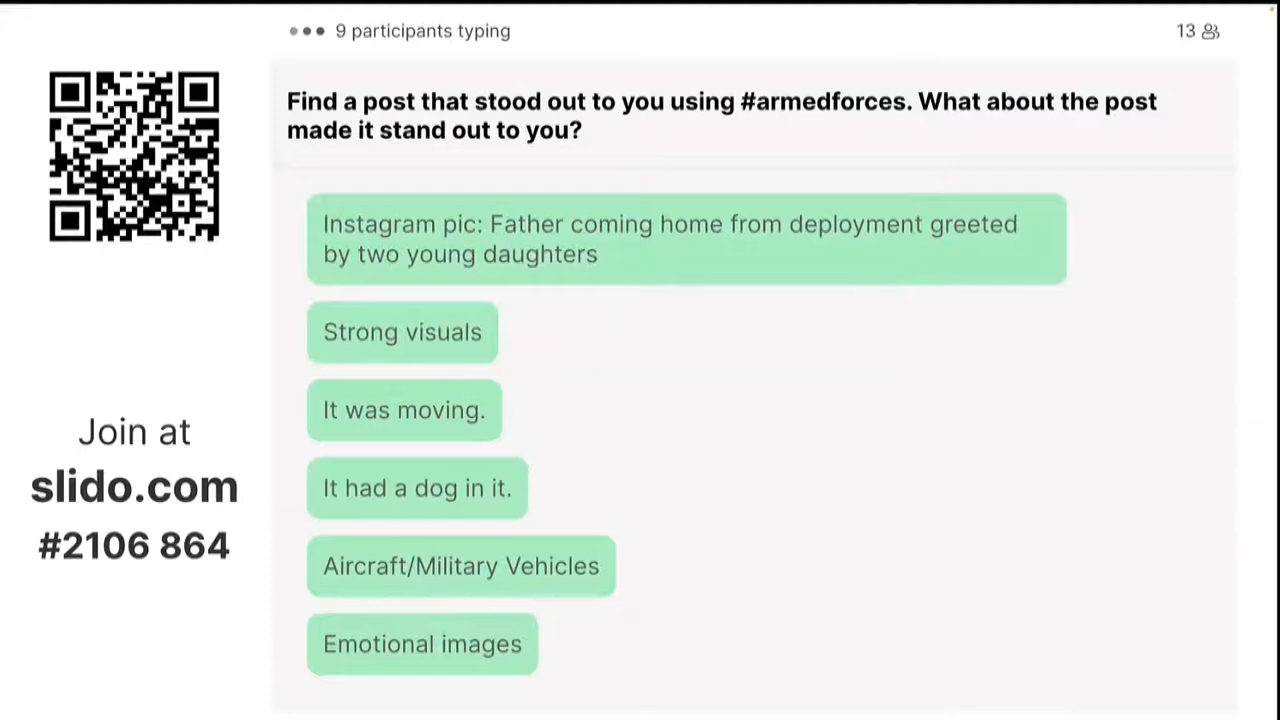 9 participants typing
13
Find a post that stood out to you using #armedforces. What about the post
made it stand out to you?
Instagram pic: Father coming home from deployment greeted
by two young daughters
Strong visuals
It was moving.
It had a dog in it.
Aircraft/Military Vehicles
Emotional images
Join at
slido.com
#2106 864